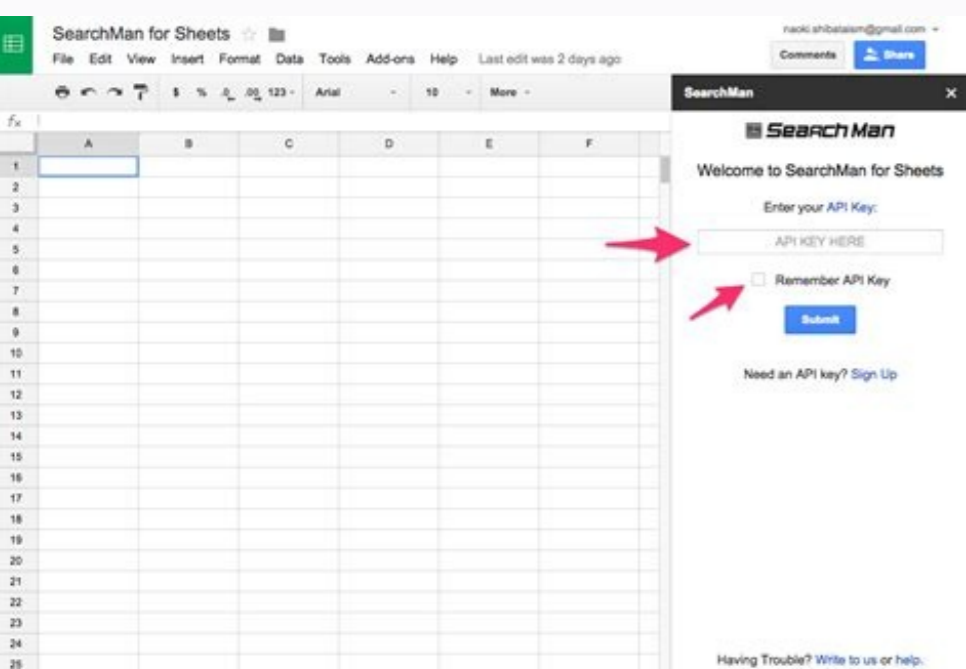 SearchMan for Sheets
naoki.shibataism@gmail.com
File Edit View Insert Format Data Tools Add-ons Help Last edit was 2 days ago
Comments Share
$ % .0 .00 123 Arial 10 More
SearchMan
fx
SearchMan
A B C D E F
Welcome to SearchMan for Sheets
Enter your API Key:
API KEY HERE
Remember API Key
Submit
Need an API key? Sign Up
1
2
3
4
5
6
7
8
9
10
11
12
13
14
15
16
17
18
19
20
21
22
23
24
25
Having Trouble? Write to us or help.